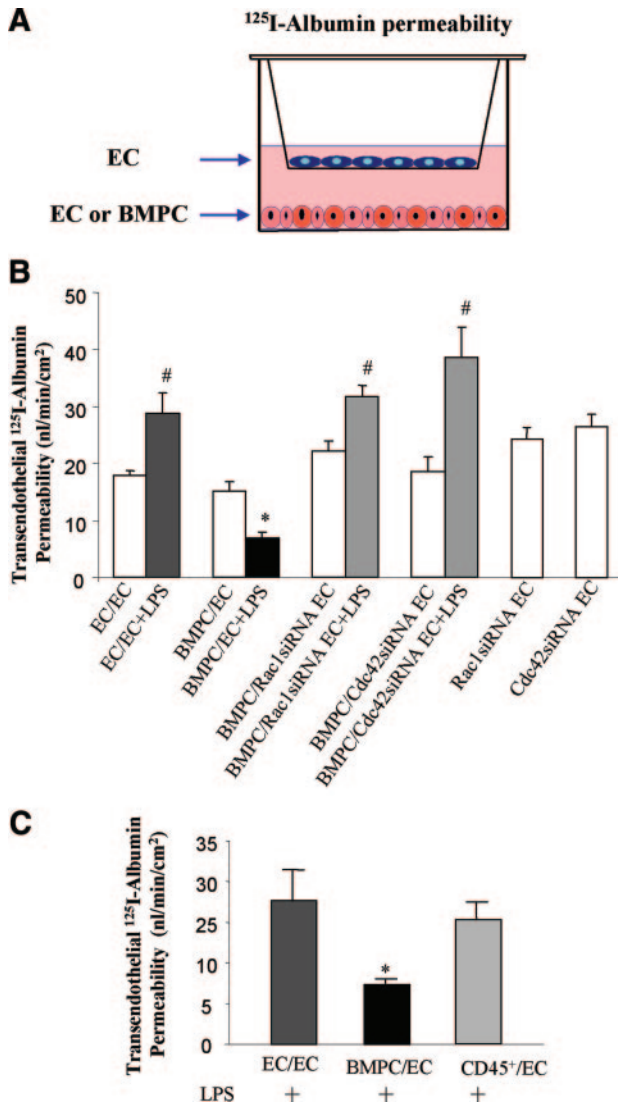 A
¹²⁵I-Albumin permeability
EC
EC or BMPC
B
Transendothelial ¹²⁵I-Albumin
Permeability (nl/min/cm²)
50
40
30
20
10
0
#
*
#
#
EC/EC
EC/EC+LPS
BMPC/EC
BMPC/EC+LPS
BMPC/Rac1siRNA EC
BMPC/Rac1siRNA EC+LPS
BMPC/Cdc42siRNA EC
BMPC/Cdc42siRNA EC+LPS
Rac1siRNA EC
Cdc42siRNA EC
C
Transendothelial ¹²⁵I-Albumin
Permeability (nl/min/cm²)
35
30
25
10
5
0
*
EC/EC BMPC/EC CD45⁺/EC
LPS + + +